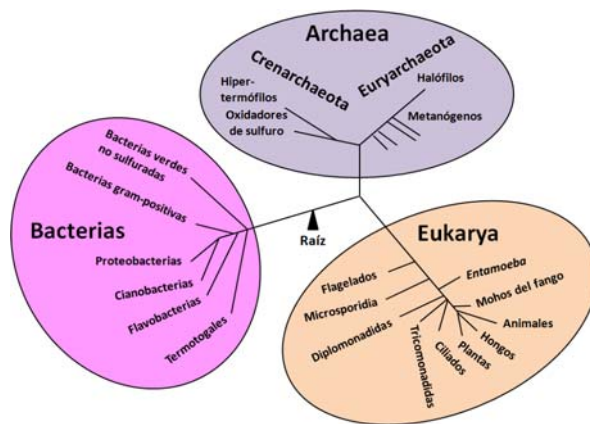 Archaea
Crenarchaeota
Euryarchaeota
Hiper-
termófilos
Oxidadores
de sulfuro
Halófilos
Metanógenos
Bacterias
Bacterias verdes
no sulfuradas
Bacterias gram-positivas
Proteobacterias
Cianobacterias
Flavobacterias
Termotogales
Raíz
Eukarya
Flagelados
Microsporidia
Diplomonadidas
Tricomonadidas
Ciliados
Plantas
Hongos
Animales
Mohos del fango
Entamoeba